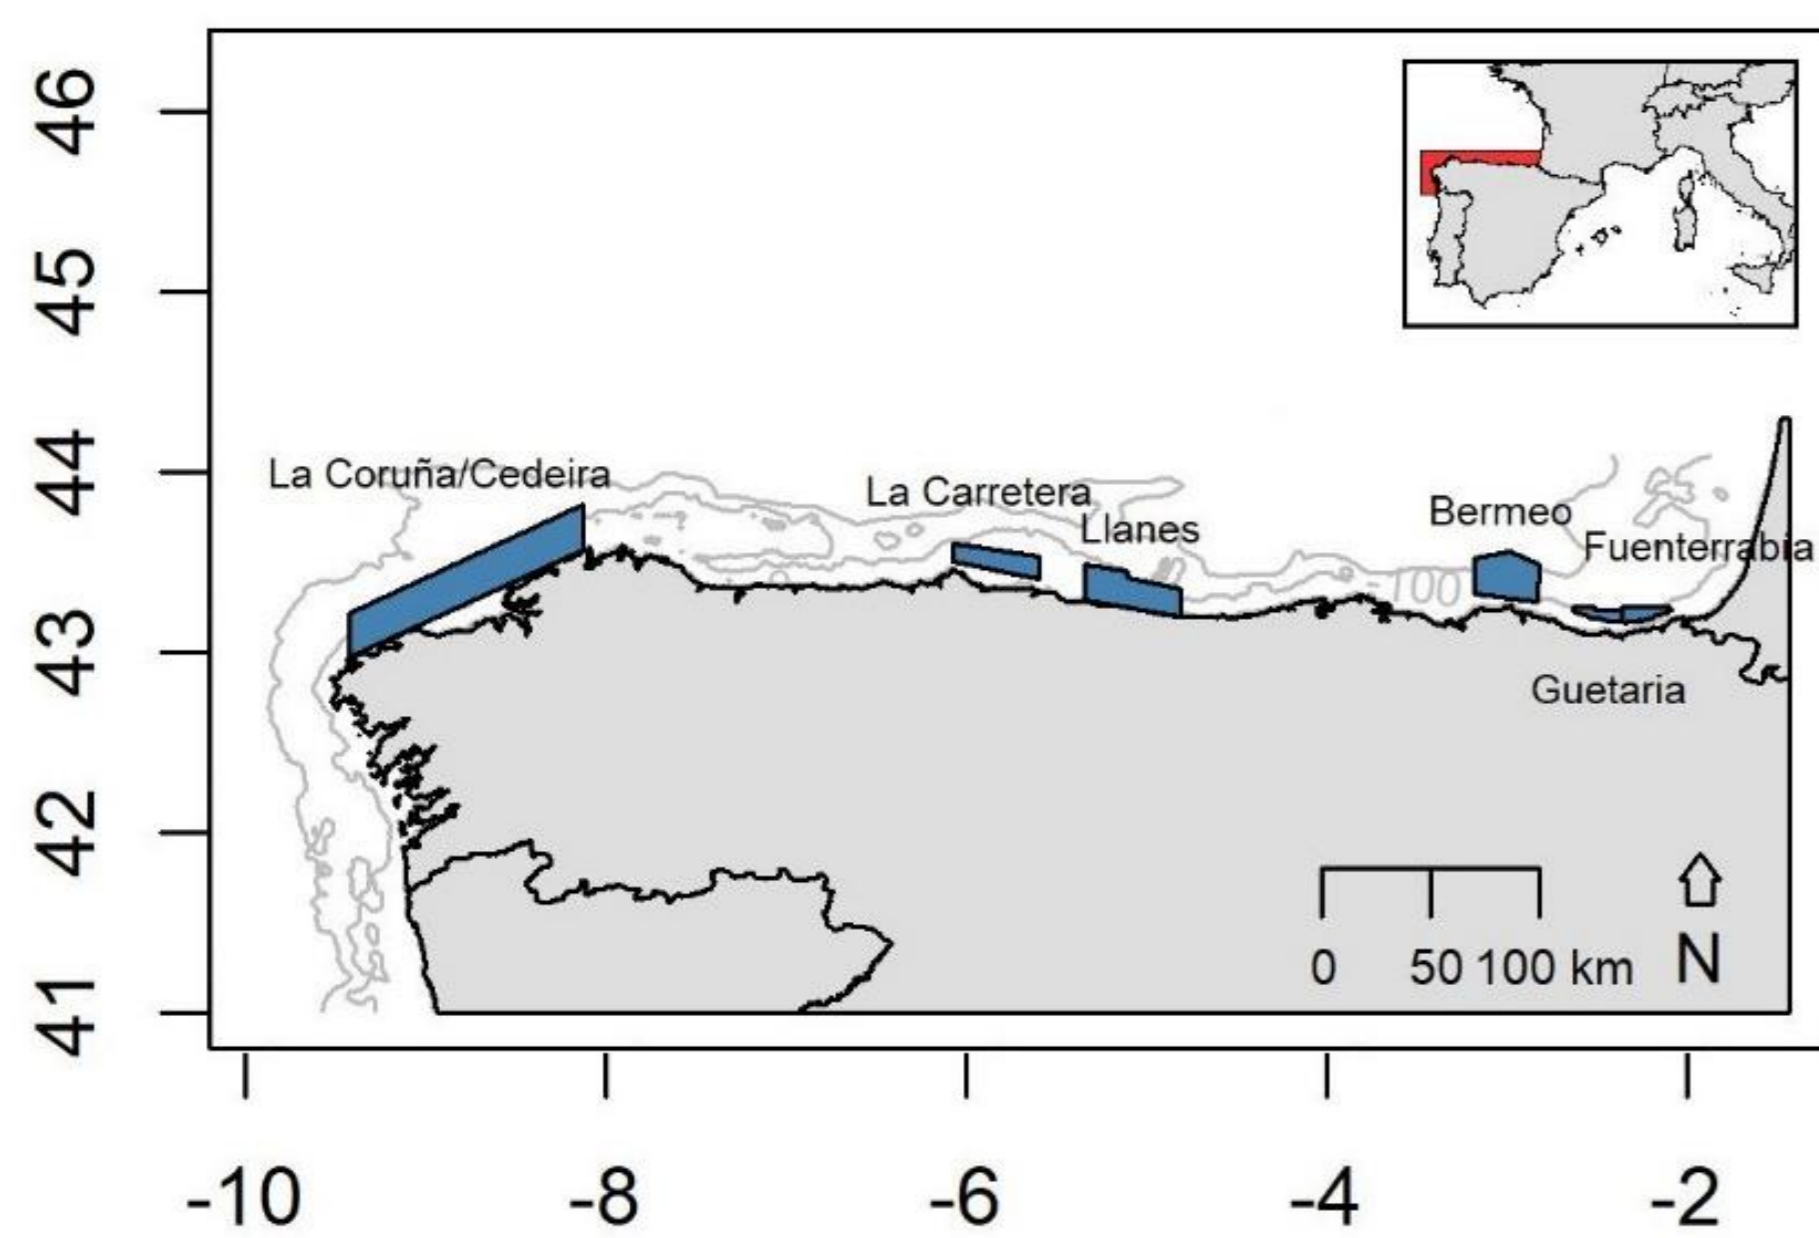 46
45
44
43
42
41
La Coruña/Cedeira
La Carretera
Llanes
Bermeo
Fuenterrabia
100
Guetaria
0 50 100 km
N
-10 -8 -6 -4 -2